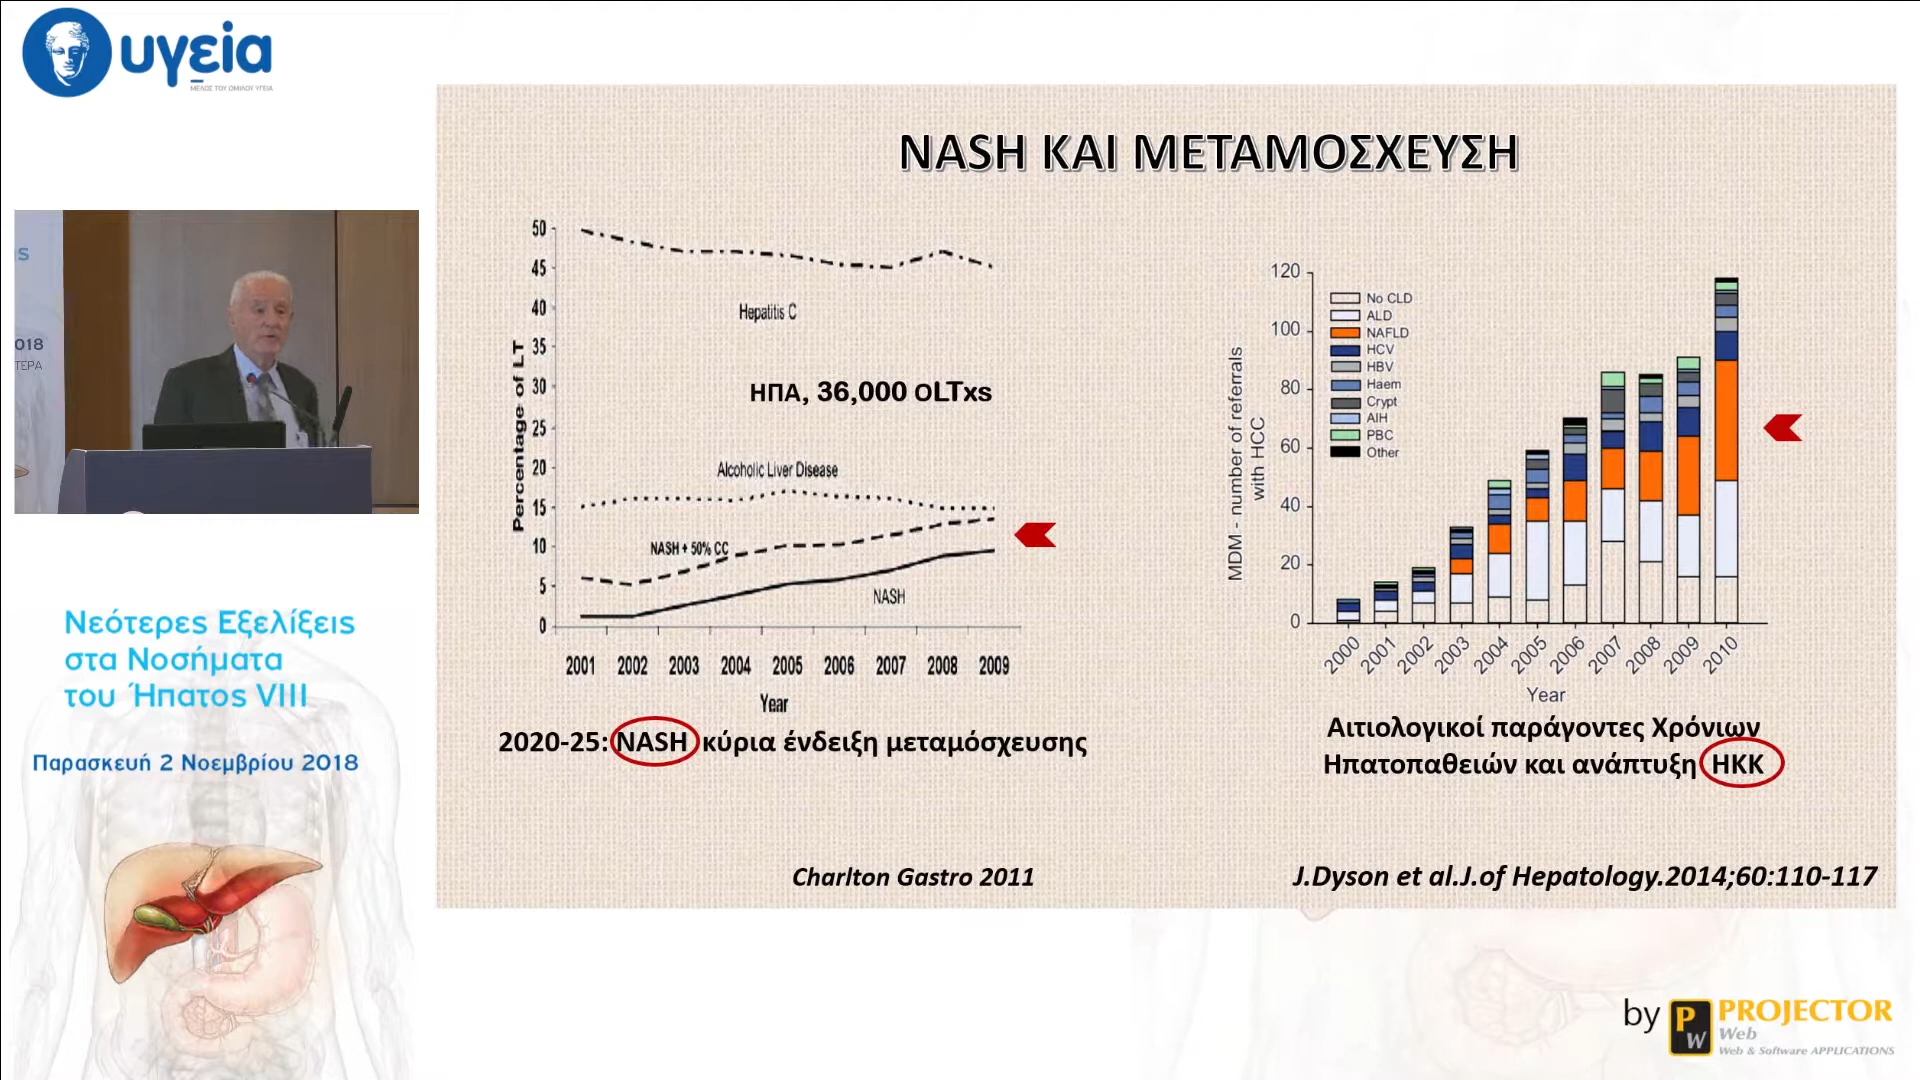 υγεία
ΜΕΛΟΣ ΤΟΥ ΟΜΙΛΟΥ ΥΓΕΙΑ
s
018
ΤΕΡΑ
Νεότερες Εξελίξεις
στα Νοσήματα
του Ήπατος VIII
Παρασκευή 2 Νοεμβρίου 2018
NASH ΚΑΙ ΜΕΤΑΜΟΣΧΕΥΣΗ
Percentage of LT
50
45
40
35
30
25
20
15
10
5
0
Hepatitis C
ΗΠΑ, 36,000 OLTxs
Alcoholic Liver Disease
NASH + 50% CC
NASH
2001 2002 2003 2004 2005 2006 2007 2008 2009
Year
2020-25: NASH κύρια ένδειξη μεταμόσχευσης
Charlton Gastro 2011
MDM - number of referrals
with HCC
120
100
80
60
40
20
0
No CLD
ALD
NAFLD
HCV
HBV
Haem
Crypt
AIH
PBC
Other
2000 2001 2002 2003 2004 2005 2006 2007 2008 2009 2010
Year
Αιτιολογικοί παράγοντες Χρόνιων
Ηπατοπαθειών και ανάπτυξη ΗΚΚ
J.Dyson et al.J.of Hepatology.2014;60:110-117
by PW PROJECTOR
Web
Web & Software APPLICATIONS